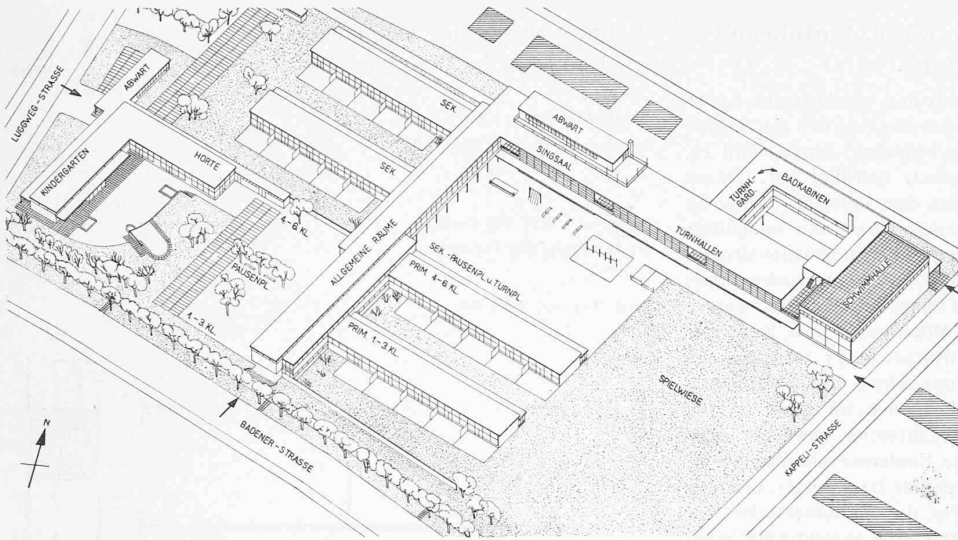 LUGGWEG-STRASSE
ABWART
KINDERGARTEN
HORTE
SEK.
SEK.
ABWART
SINGSAAL
TURNH-
GARD.
BADKABINEN
TURNHALLEN
SCHWIMMHALLE
4-6 KL.
PAUSENPL.
1-3 KL.
ALLGEMEINE RÄUME
SEK.-PAUSENPL. u. TURNPL.
PRIM. 4-6 KL.
PRIM. 1-3 KL.
SPIELWIESE
BADENER-STRASSE
KAPPELI-STRASSE
N